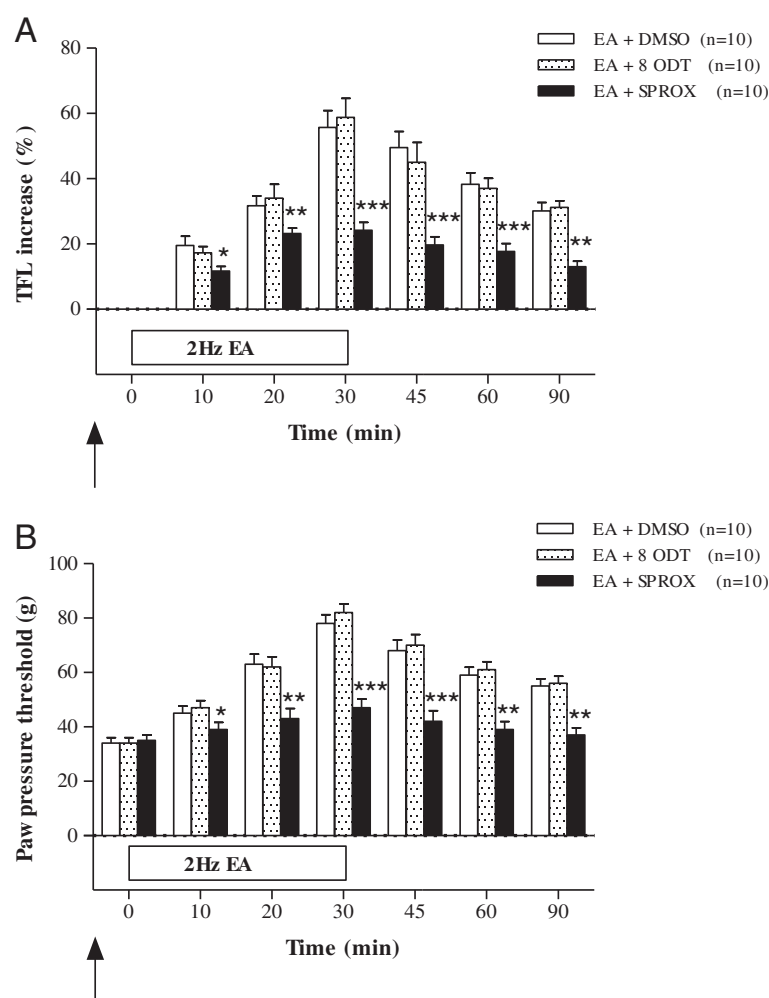 A
EA + DMSO (n=10)
EA + 8 ODT (n=10)
EA + SPROX (n=10)
TFL increase (%)
80
60
40
20
0
*
**
***
***
***
**
2Hz EA
0 10 20 30 45 60 90
Time (min)
B
EA + DMSO (n=10)
EA + 8 ODT (n=10)
EA + SPROX (n=10)
Paw pressure threshold (g)
100
80
60
40
20
0
*
**
***
***
**
**
2Hz EA
0 10 20 30 45 60 90
Time (min)